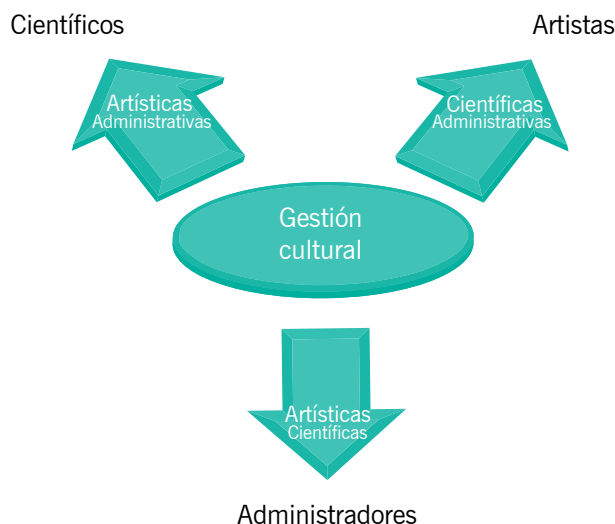 Científicos
Artistas
Artísticas
Administrativas
Científicas
Administrativas
Gestión
cultural
Artísticas
Científicas
Administradores